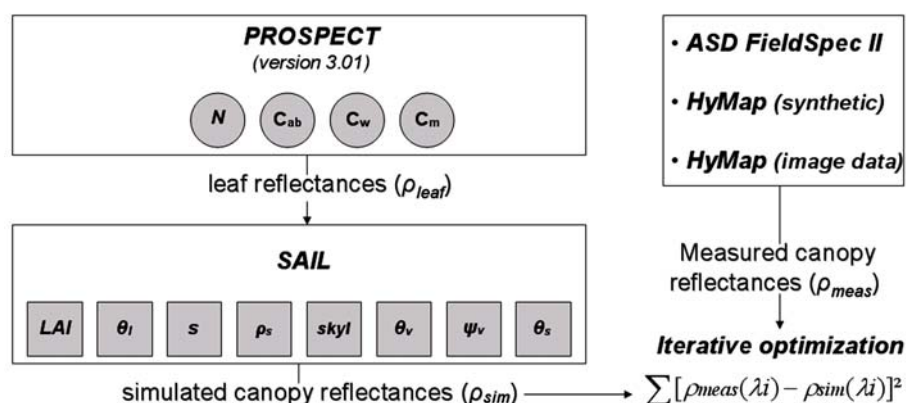 PROSPECT
(version 3.01)
N Cab Cw Cm
leaf reflectances (ρleaf)
SAIL
LAI θl s ρs skyl θv ψv θs
simulated canopy reflectances (ρsim)
• ASD FieldSpec II
• HyMap (synthetic)
• HyMap (image data)
Measured canopy
reflectances (ρmeas)
Iterative optimization
∑ [ρmeas(λi) − ρsim(λi)]²